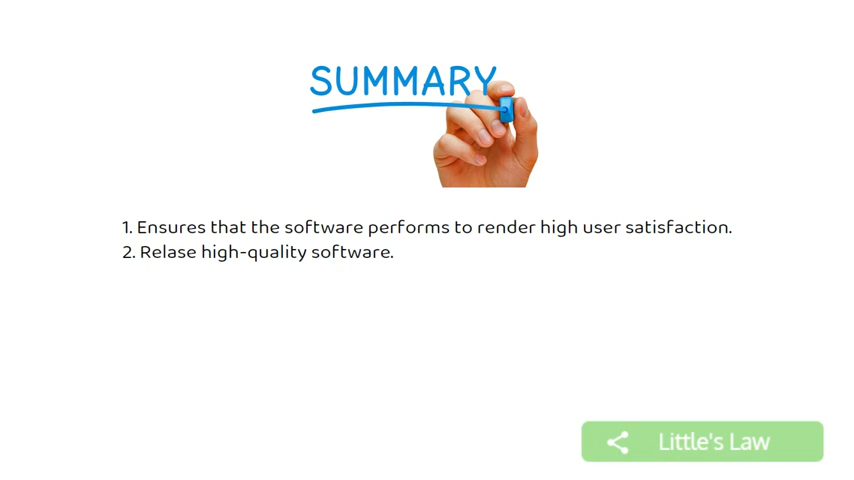 SUMMARY
1. Ensures that the software performs to render high user satisfaction.
2. Relase high-quality software.
Little's Law